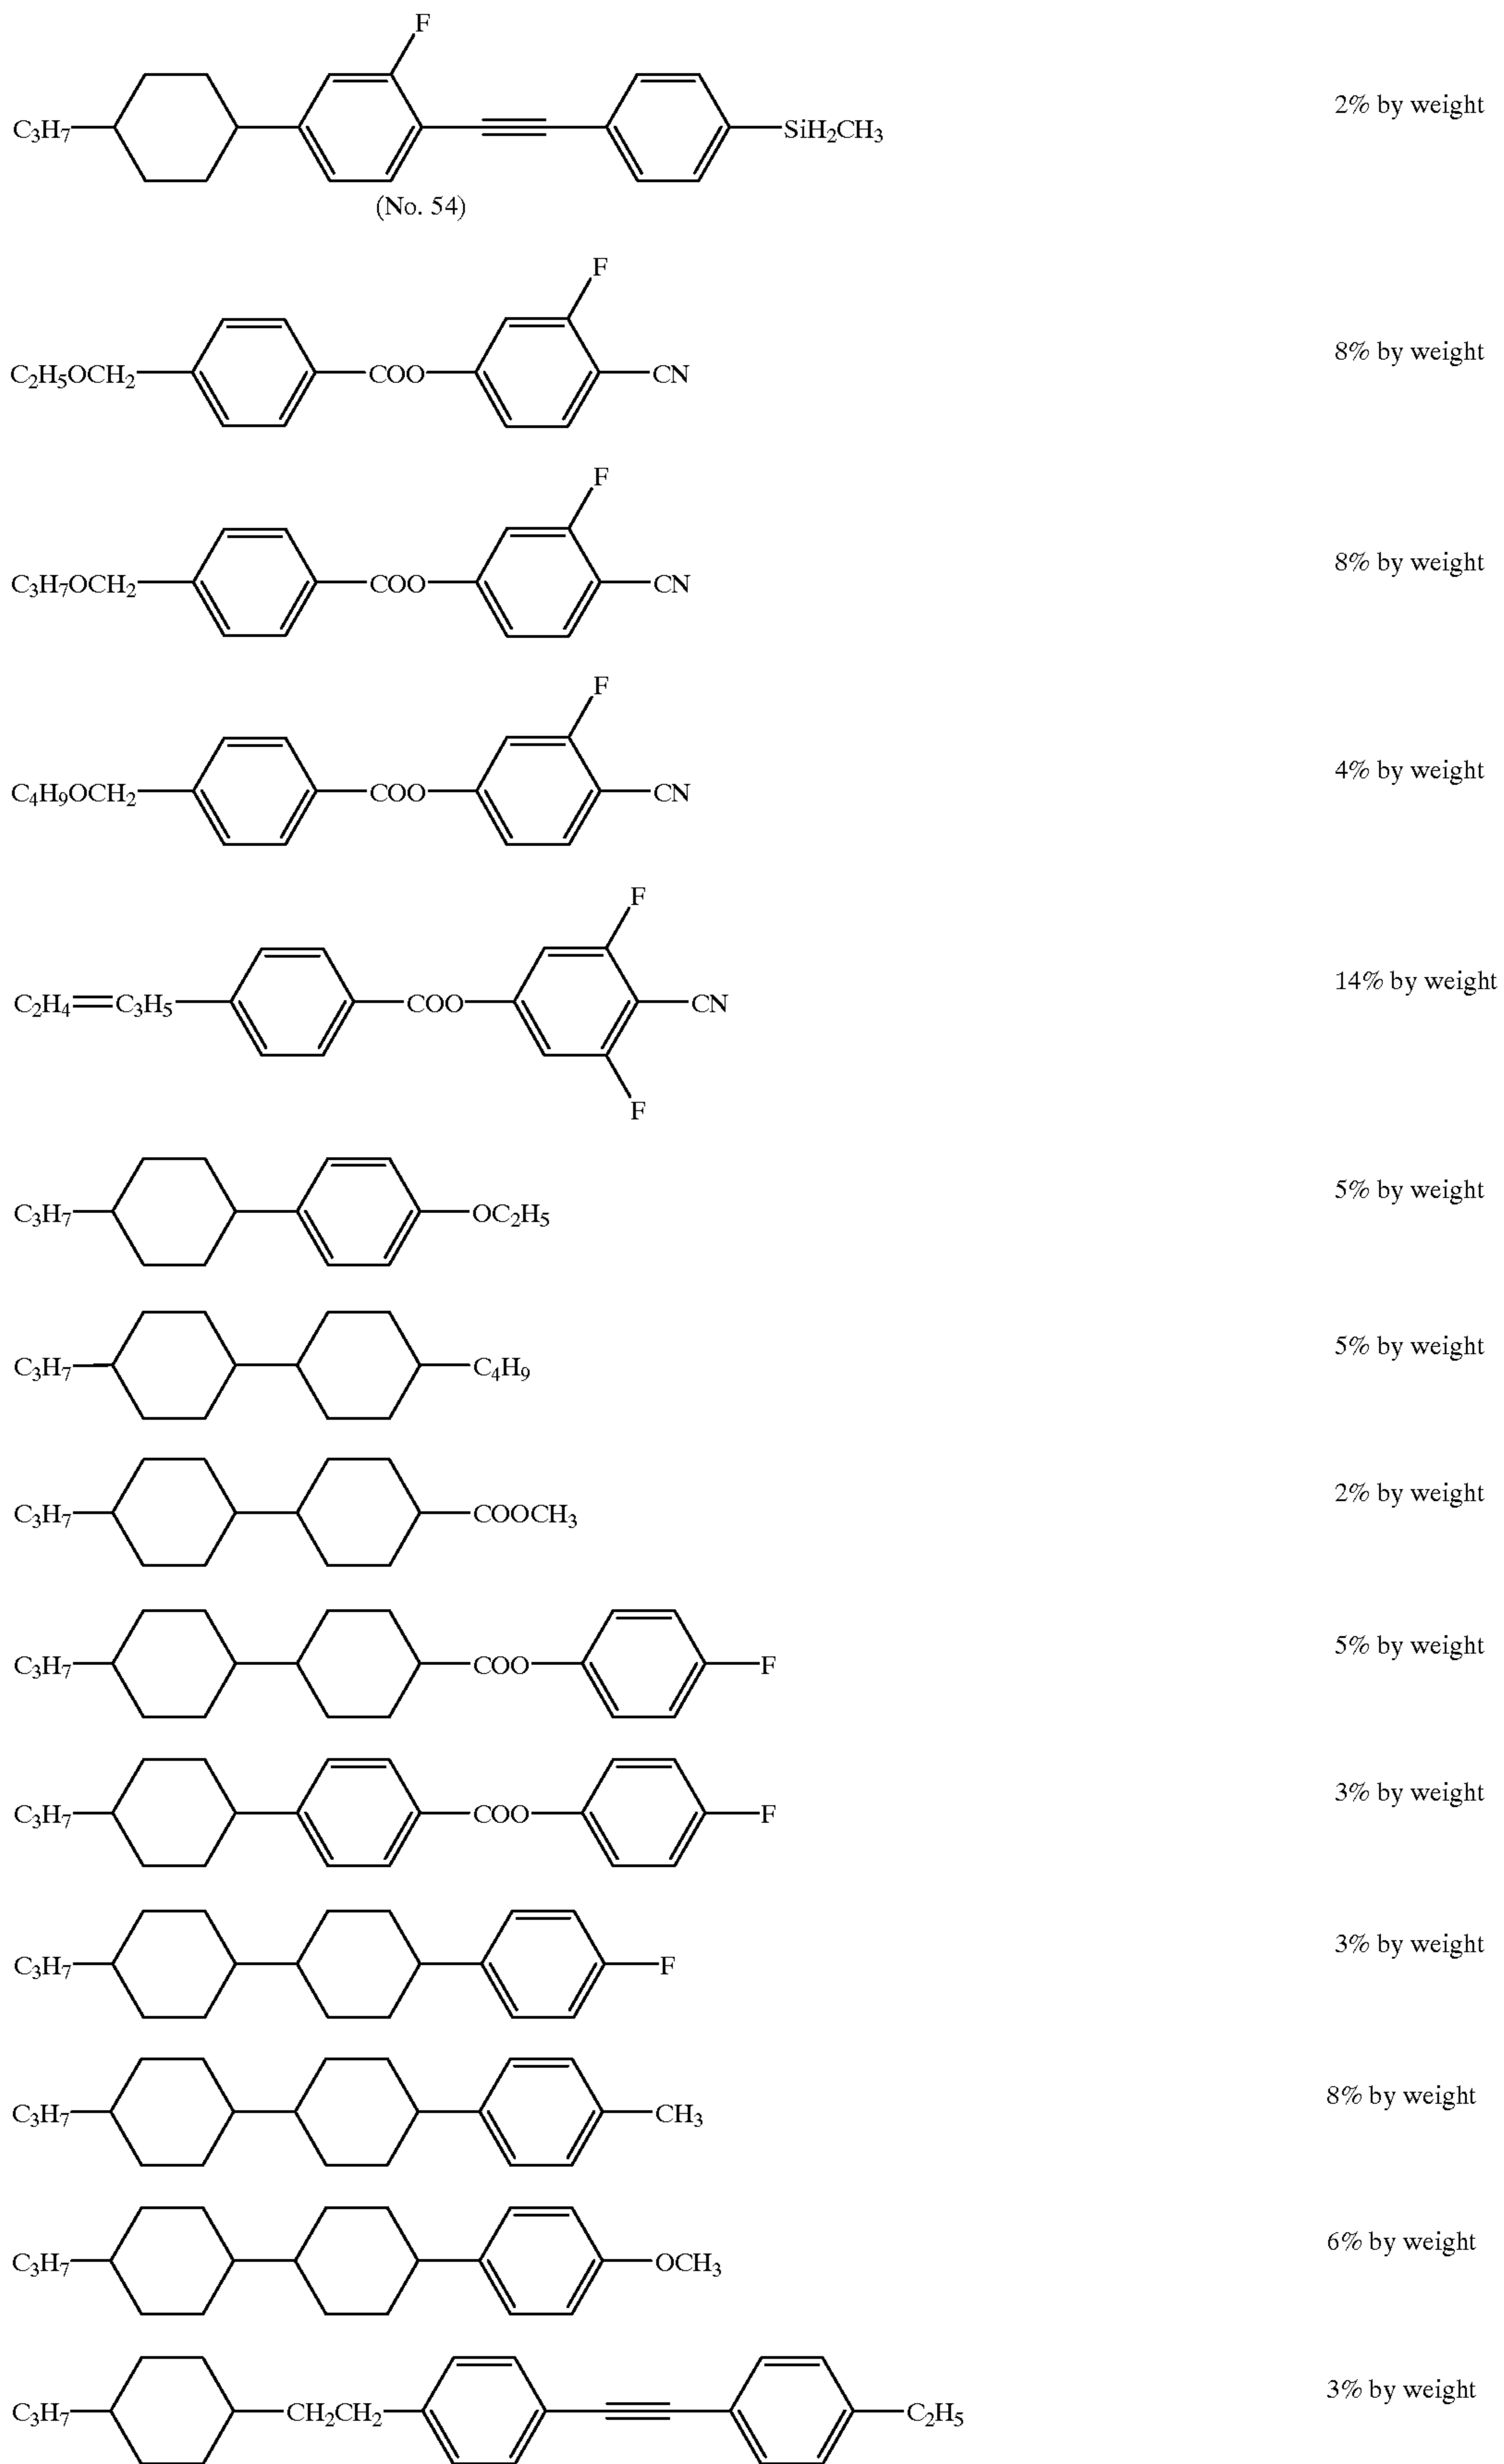 F
C3H7 SiH2CH3 2% by weight
(No. 54)
F
C2H5OCH2 COO CN 8% by weight
F
C3H7OCH2 COO CN 8% by weight
F
C4H9OCH2 COO CN 4% by weight
F
C2H4 C3H5 COO CN 14% by weight
F
C3H7 OC2H5 5% by weight
C3H7 C4H9 5% by weight
C3H7 COOCH3 2% by weight
C3H7 COO F 5% by weight
C3H7 COO F 3% by weight
C3H7 F 3% by weight
C3H7 CH3 8% by weight
C3H7 OCH3 6% by weight
C3H7 CH2CH2 C2H5 3% by weight